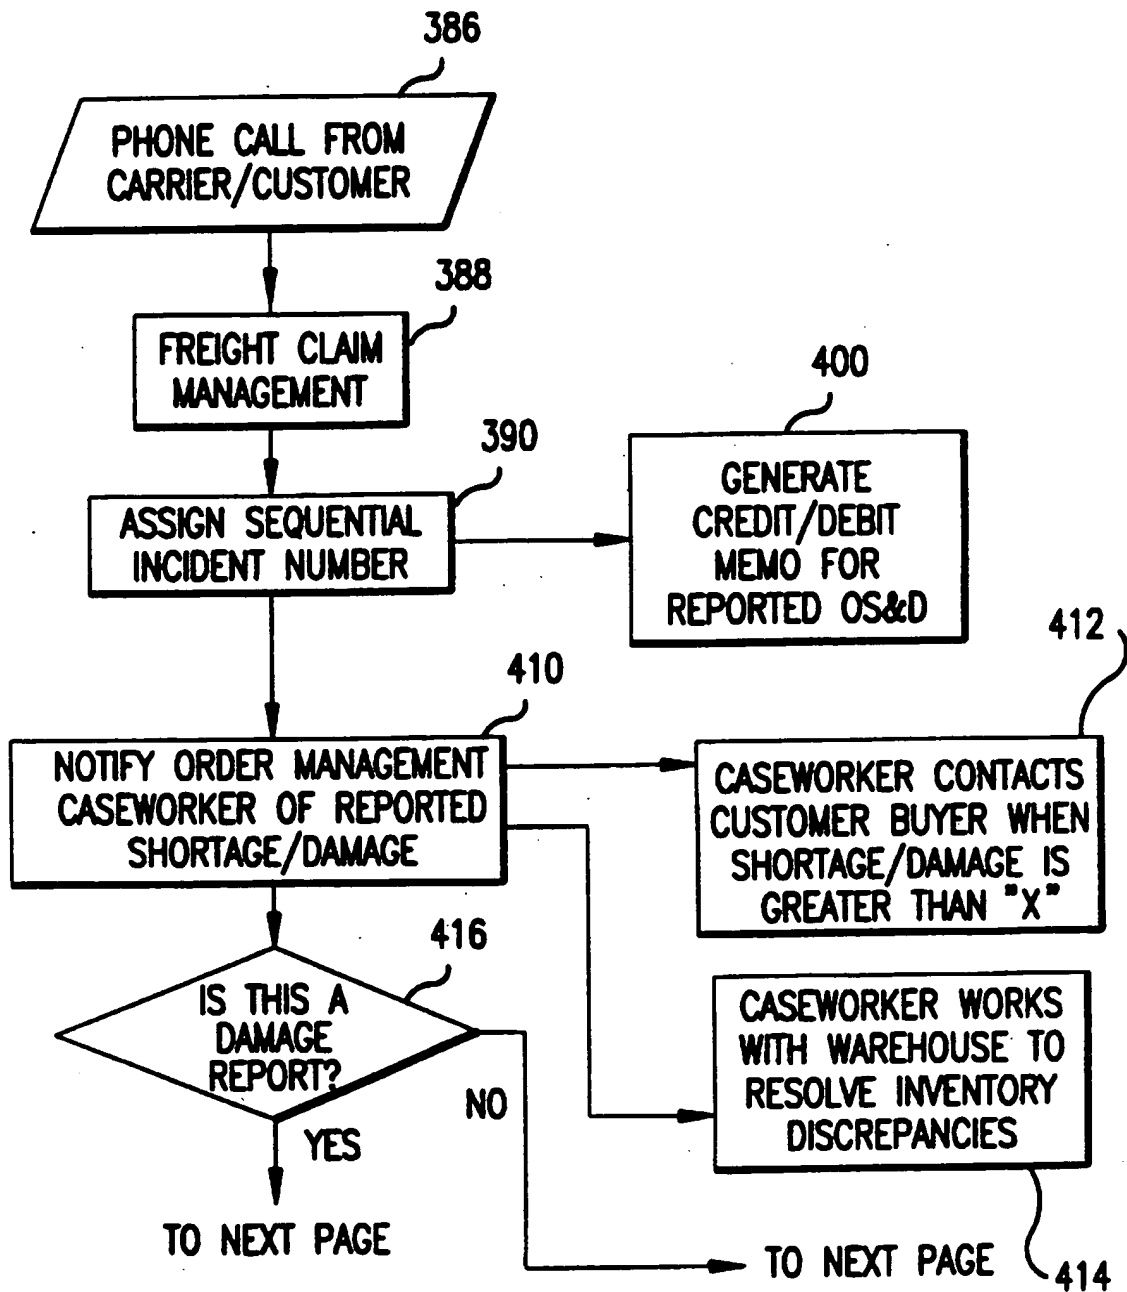 386
PHONE CALL FROM
CARRIER/CUSTOMER
388
FREIGHT CLAIM
MANAGEMENT
390
ASSIGN SEQUENTIAL
INCIDENT NUMBER
400
GENERATE
CREDIT/DEBIT
MEMO FOR
REPORTED OS&D
410
NOTIFY ORDER MANAGEMENT
CASEWORKER OF REPORTED
SHORTAGE/DAMAGE
412
CASEWORKER CONTACTS
CUSTOMER BUYER WHEN
SHORTAGE/DAMAGE IS
GREATER THAN "X"
416
IS THIS A
DAMAGE
REPORT?
NO
YES
CASEWORKER WORKS
WITH WAREHOUSE TO
RESOLVE INVENTORY
DISCREPANCIES
414
TO NEXT PAGE
TO NEXT PAGE